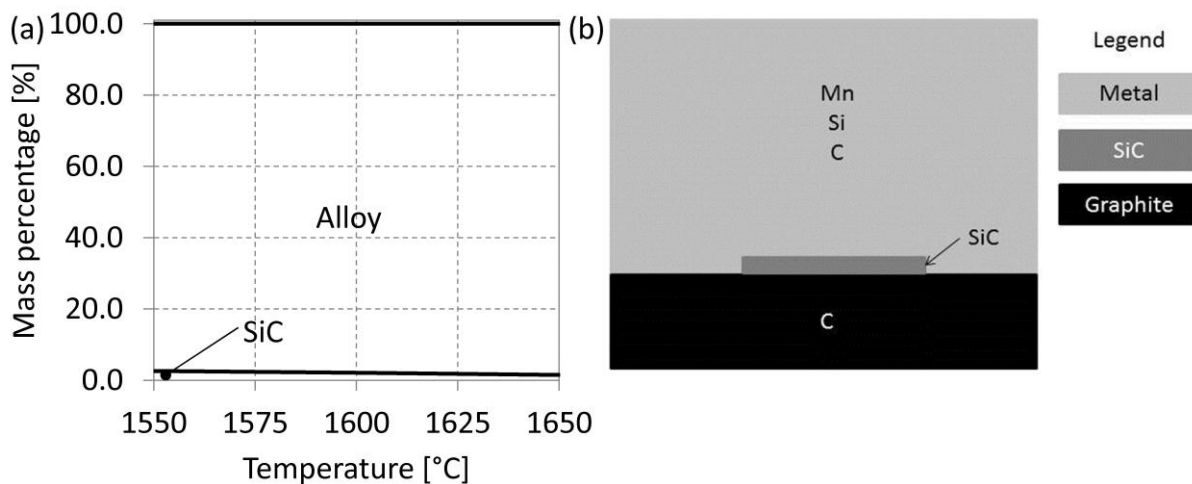 (a)
Mass percentage [%]
100.0
80.0
60.0
40.0
20.0
0.0
Alloy
SiC
1550 1575 1600 1625 1650
Temperature [°C]
(b)
Mn
Si
C
SiC
C
Legend
Metal
SiC
Graphite